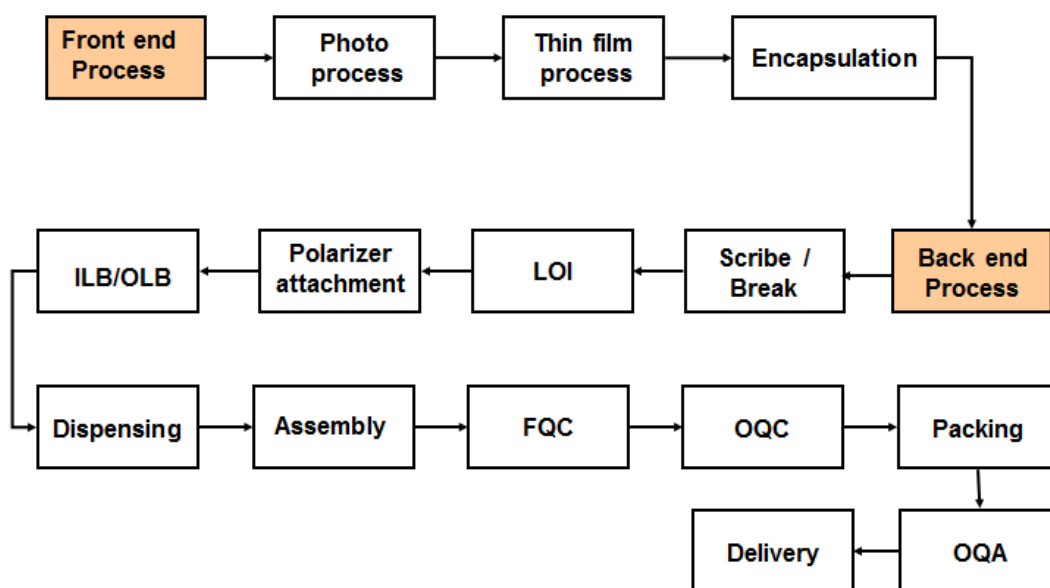 Front end
Process
Photo
process
Thin film
process
Encapsulation
Back end
Process
Scribe /
Break
LOI
Polarizer
attachment
ILB/OLB
Dispensing
Assembly
FQC
OQC
Packing
OQA
Delivery